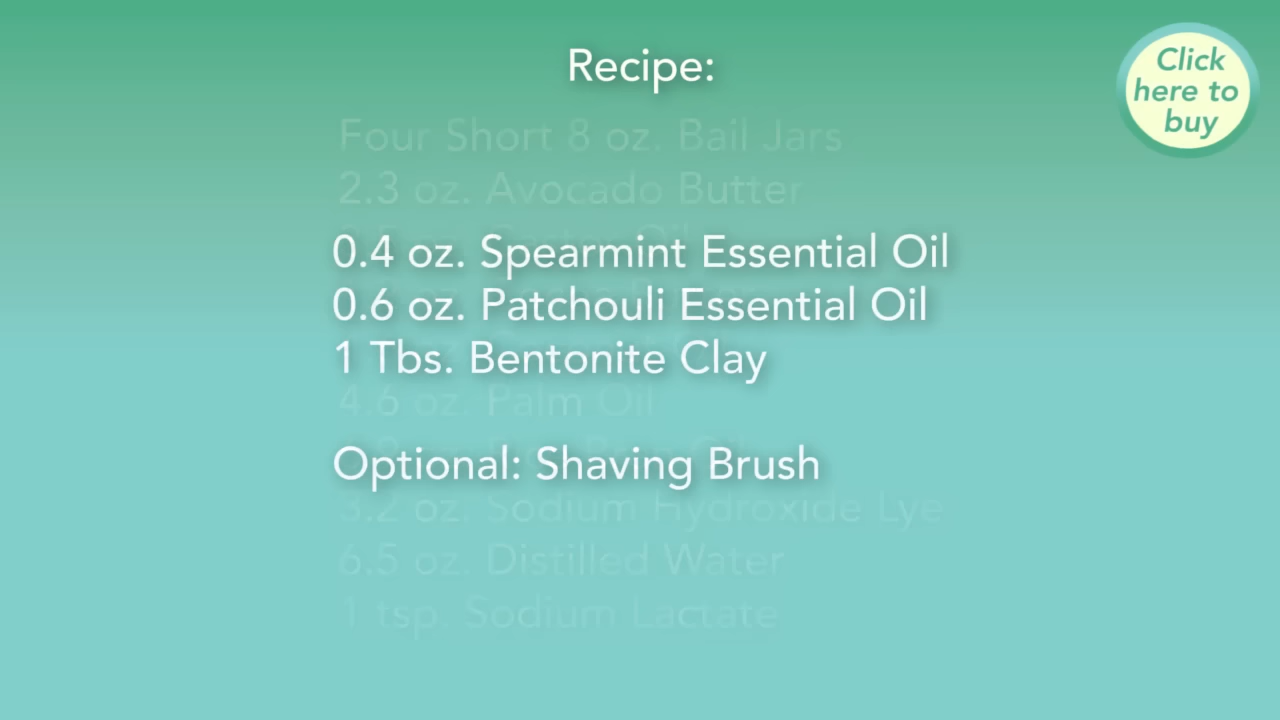 Recipe:
Click
here to
buy
Four Short 8 oz. Bail Jars
2.3 oz. Avocado Butter
0.4 oz. Spearmint Essential Oil
0.6 oz. Patchouli Essential Oil
1 Tbs. Bentonite Clay
4.6 oz. Palm Oil
Optional: Shaving Brush
3.2 oz. Sodium Hydroxide Lye
6.5 oz. Distilled Water
1 tsp. Sodium Lactate